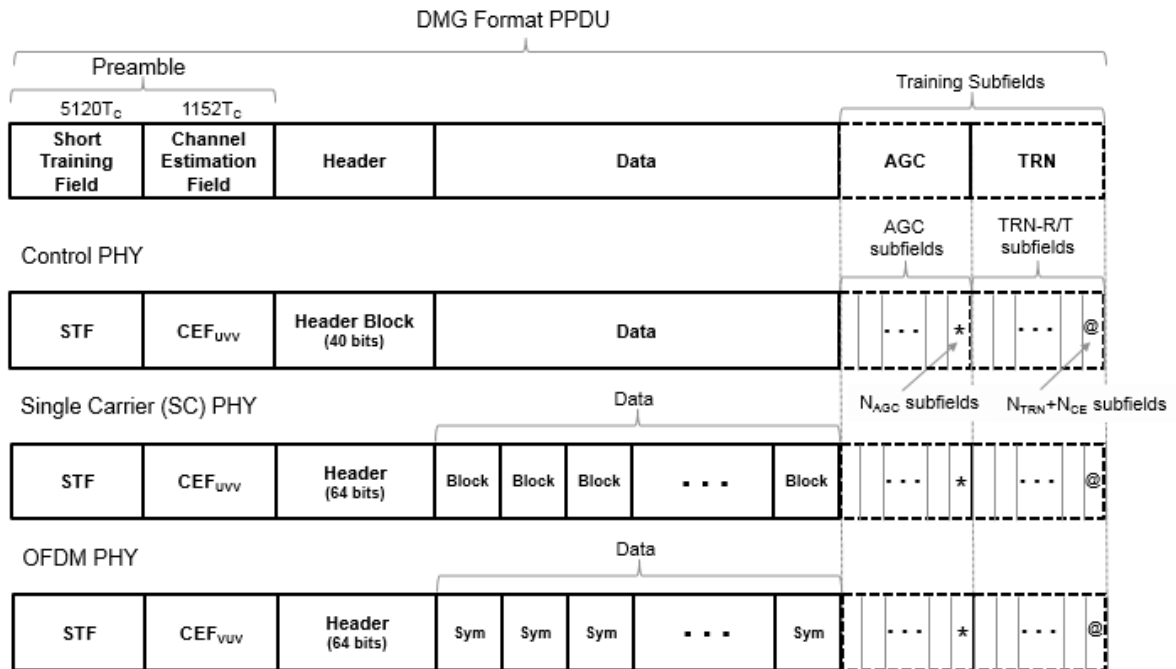 DMG Format PPDU
Preamble
Training Subfields
5120T_C 1152T_C
Short Training Field
Channel Estimation Field
Header
Data
AGC
TRN
AGC subfields
TRN-R/T subfields
Control PHY
STF
CEF_UVV
Header Block
(40 bits)
Data
...
*
...
@
N_AGC subfields
N_TRN+N_CE subfields
Single Carrier (SC) PHY
Data
STF
CEF_UVV
Header
(64 bits)
Block
Block
Block
...
Block
...
*
...
@
OFDM PHY
Data
STF
CEF_VUV
Header
(64 bits)
Sym
Sym
Sym
...
Sym
...
*
...
@